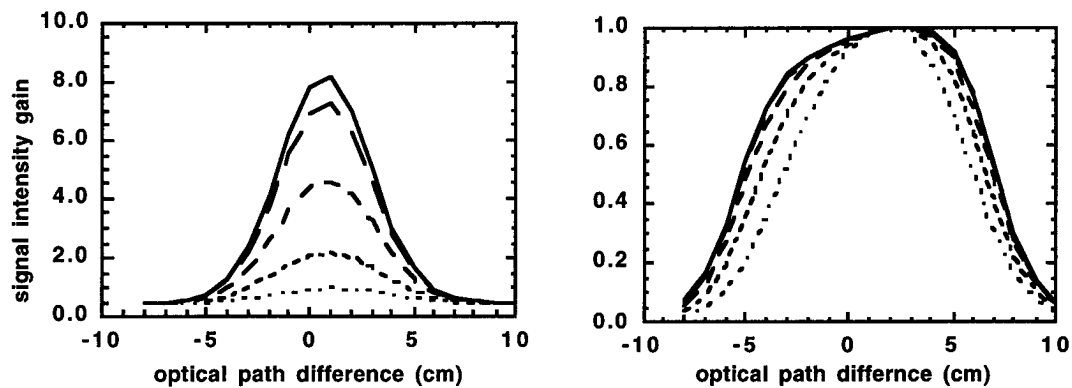 10.0
8.0
6.0
4.0
2.0
0.0
signal intensity gain
-10 -5 0 5 10
optical path difference (cm)
1.0
0.8
0.6
0.4
0.2
0.0
-10 -5 0 5 10
optical path differnce (cm)